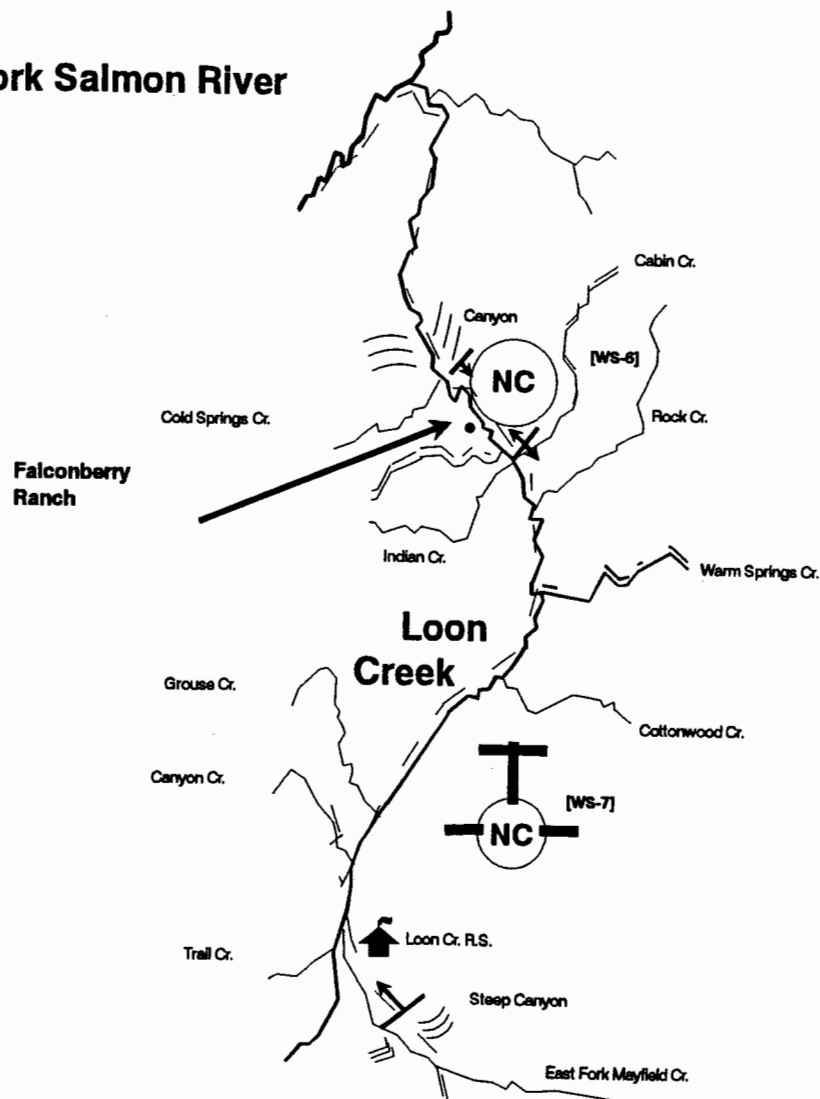 ork Salmon River
Cabin Cr.
Canyon
[WS-6]
NC
Cold Springs Cr.
Rock Cr.
Falconberry
Ranch
Indian Cr.
Warm Springs Cr.
Loon
Creek
Grouse Cr.
Cottonwood Cr.
Canyon Cr.
[WS-7]
NC
Trail Cr.
Loon Cr. R.S.
Steep Canyon
East Fork Mayfield Cr.